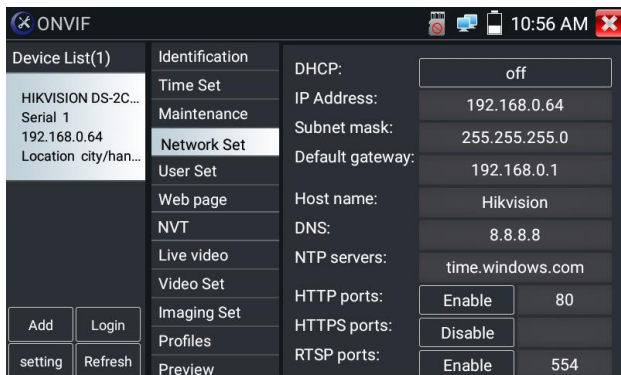 ONVIF
10:56 AM
Device List(1)
HIKVISION DS-2C...
Serial 1
192.168.0.64
Location city/han...
Add
Login
setting
Refresh
Identification
Time Set
Maintenance
Network Set
User Set
Web page
NVT
Live video
Video Set
Imaging Set
Profiles
Preview
DHCP: off
IP Address: 192.168.0.64
Subnet mask: 255.255.255.0
Default gateway: 192.168.0.1
Host name: Hikvision
DNS: 8.8.8.8
NTP servers: time.windows.com
HTTP ports: Enable 80
HTTPS ports: Disable
RTSP ports: Enable 554